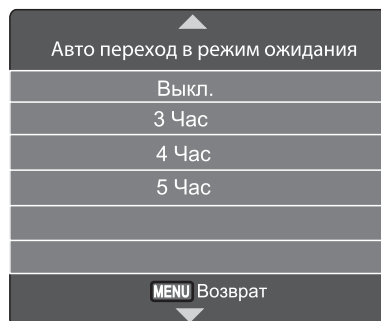 Авто переход в режим ожидания
Выкл.
3 Час
4 Час
5 Час
MENU Возврат